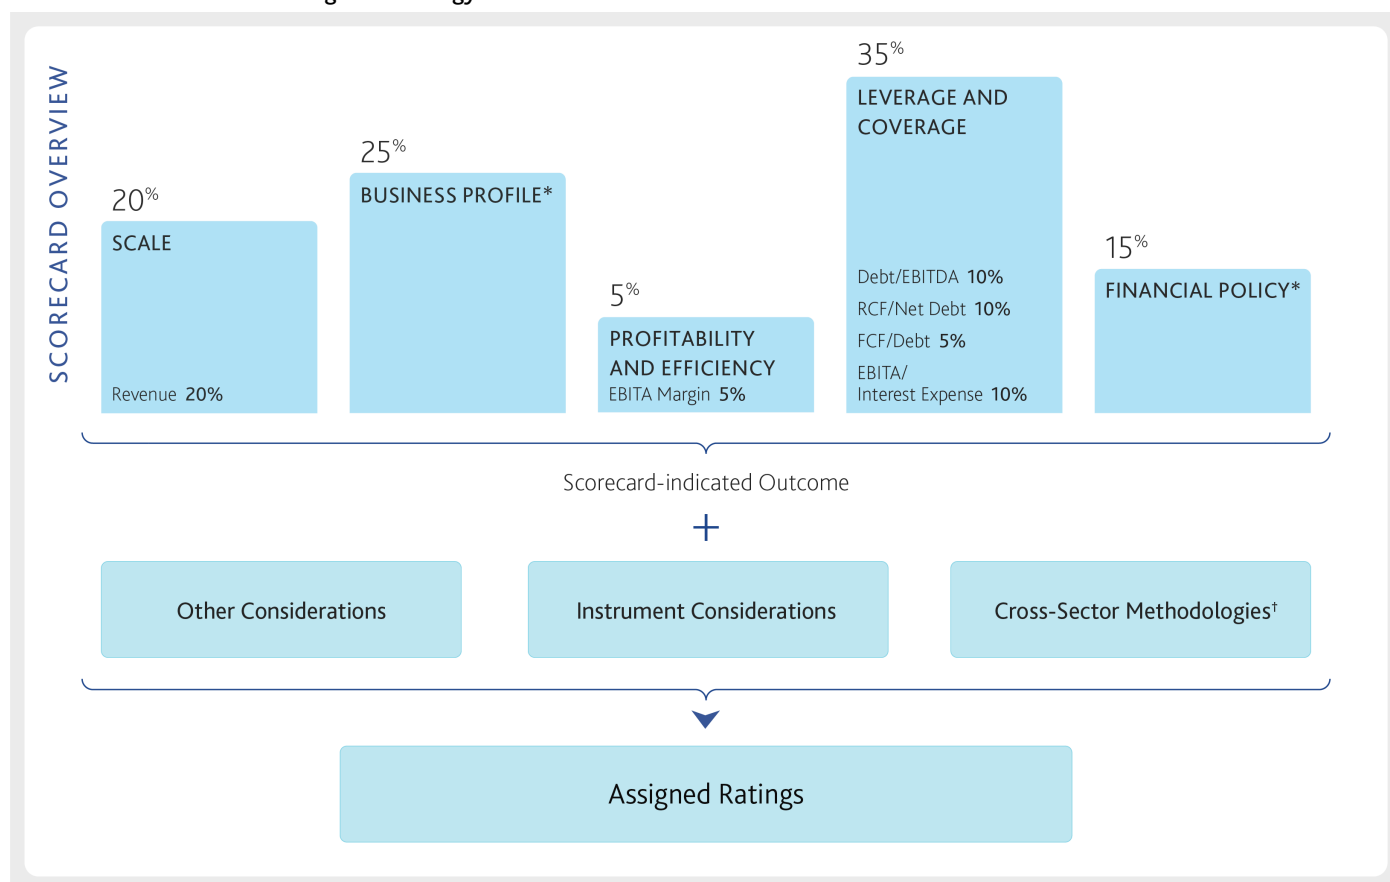 SCORECARD OVERVIEW
20%
SCALE
Revenue 20%
25%
BUSINESS PROFILE*
5%
PROFITABILITY
AND EFFICIENCY
EBITA Margin 5%
35%
LEVERAGE AND
COVERAGE
Debt/EBITDA 10%
RCF/Net Debt 10%
FCF/Debt 5%
EBITA/
Interest Expense 10%
15%
FINANCIAL POLICY*
Scorecard-indicated Outcome
+
Other Considerations
Instrument Considerations
Cross-Sector Methodologies†
Assigned Ratings